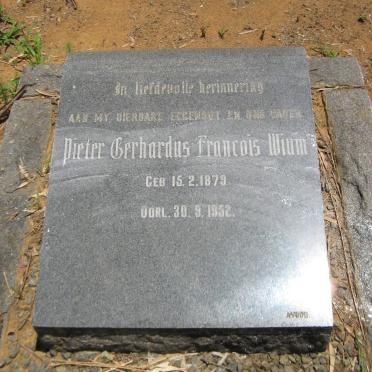 In liefdevolle herinnering
AAN MY DIERBARE EGGENOOT EN ONS VADER
Pieter Gerhardus Francois Wium
GEB 15.2.1879
OORL. 30.9.1952.